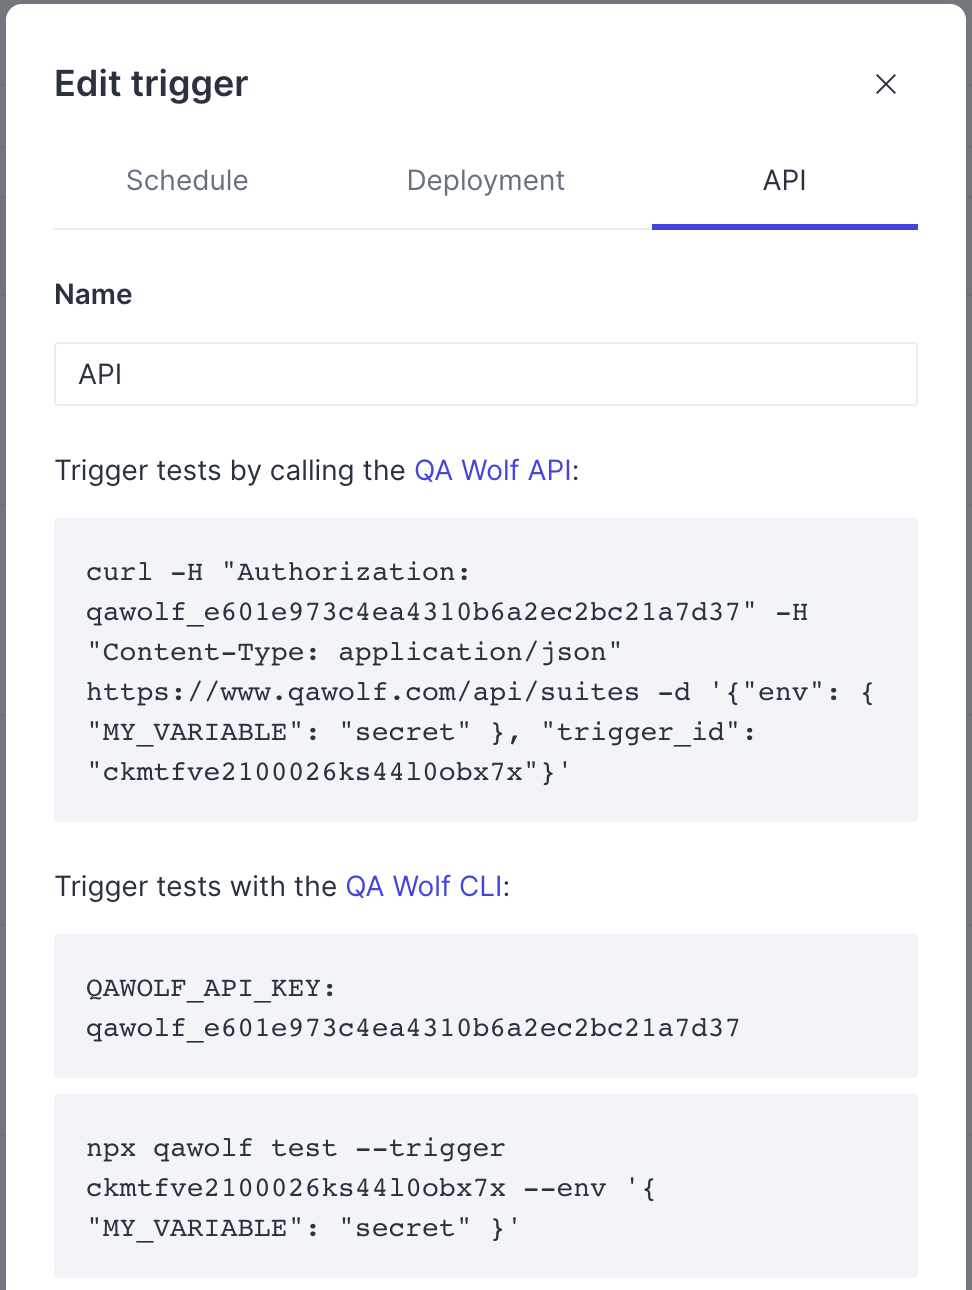 Edit trigger
Schedule
Deployment
API
Name
API
Trigger tests by calling the QA Wolf API:
curl -H "Authorization:
qawolf_e601e973c4ea4310b6a2ec2bc21a7d37" -H
"Content-Type: application/json"
https://www.qawolf.com/api/suites -d '{"env": {
"MY_VARIABLE": "secret" }, "trigger_id":
"ckmtfve2100026ks44l0obx7x"}'
Trigger tests with the QA Wolf CLI:
QAWOLF_API_KEY:
qawolf_e601e973c4ea4310b6a2ec2bc21a7d37
npx qawolf test --trigger
ckmtfve2100026ks44l0obx7x --env '{
"MY_VARIABLE": "secret" }'